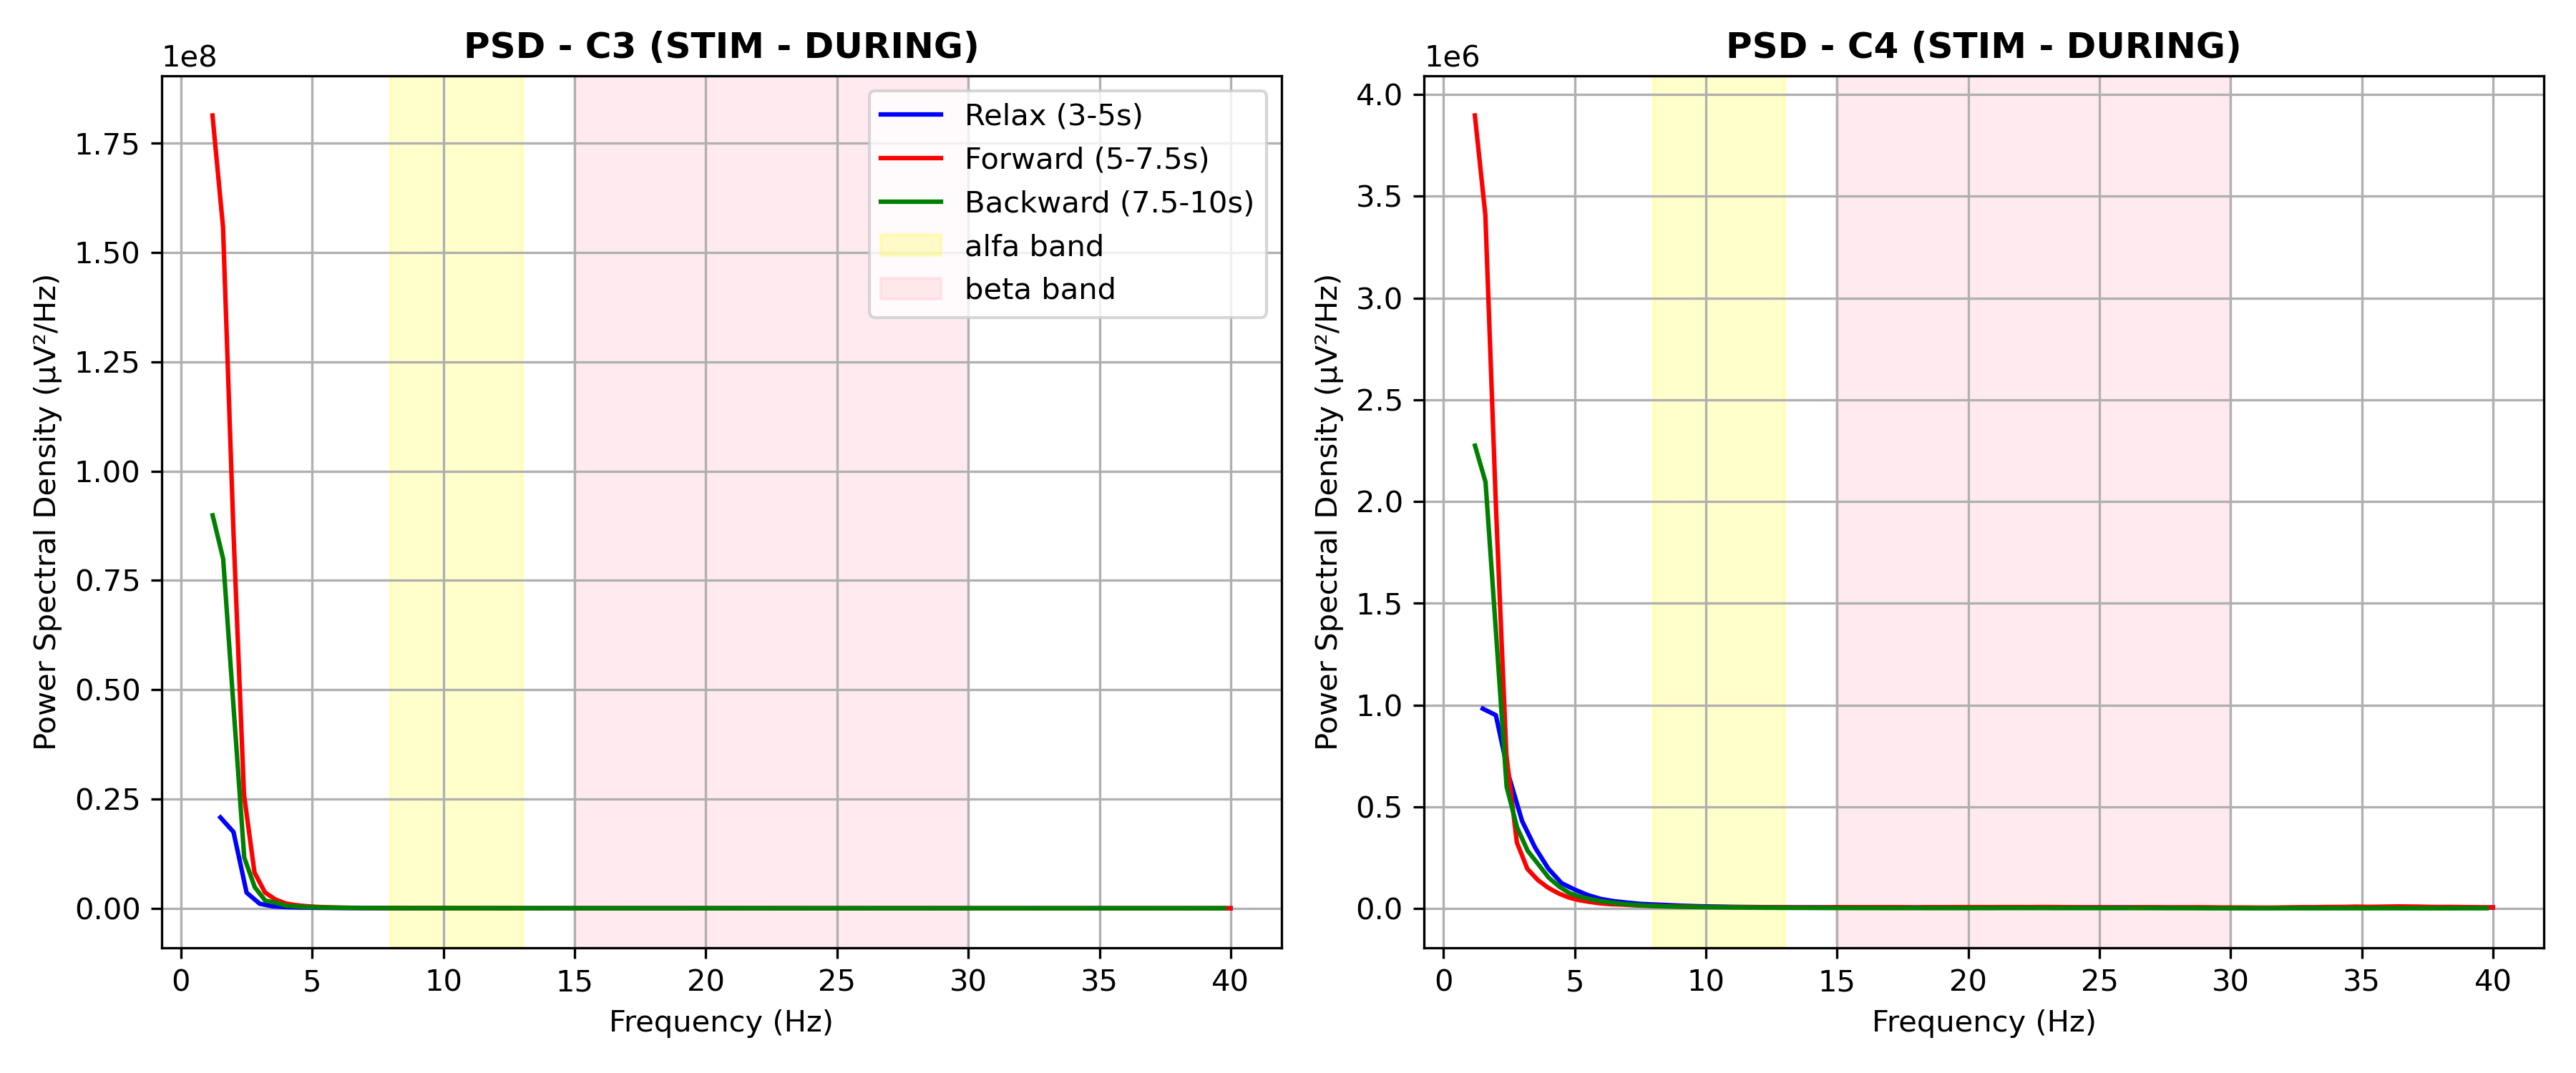 PSD - C3 (STIM - DURING)
1e8
1.75
1.50
1.25
1.00
0.75
0.50
0.25
0.00
Power Spectral Density (µV²/Hz)
Relax (3-5s)
Forward (5-7.5s)
Backward (7.5-10s)
alfa band
beta band
0 5 10 15 20 25 30 35 40
Frequency (Hz)
PSD - C4 (STIM - DURING)
1e6
4.0
3.5
3.0
2.5
2.0
1.5
1.0
0.5
0.0
Power Spectral Density (µV²/Hz)
0 5 10 15 20 25 30 35 40
Frequency (Hz)